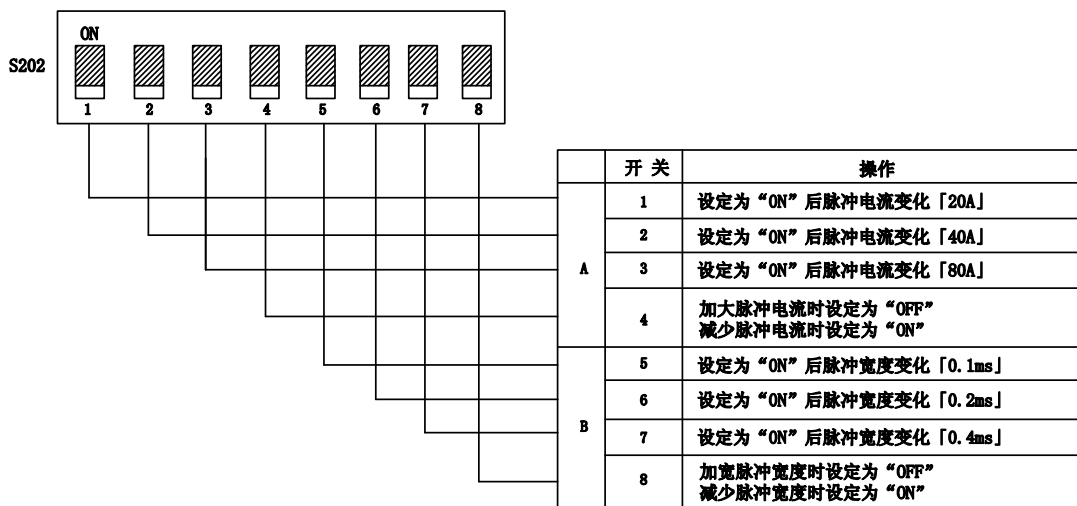 ON
S202
1 2 3 4 5 6 7 8
开 关 操作
A
1 设定为“ON”后脉冲电流变化「20A」
2 设定为“ON”后脉冲电流变化「40A」
3 设定为“ON”后脉冲电流变化「80A」
4 加大脉冲电流时设定为“OFF”
减少脉冲电流时设定为“ON”
B
5 设定为“ON”后脉冲宽度变化「0.1ms」
6 设定为“ON”后脉冲宽度变化「0.2ms」
7 设定为“ON”后脉冲宽度变化「0.4ms」
8 加宽脉冲宽度时设定为“OFF”
减少脉冲宽度时设定为“ON”